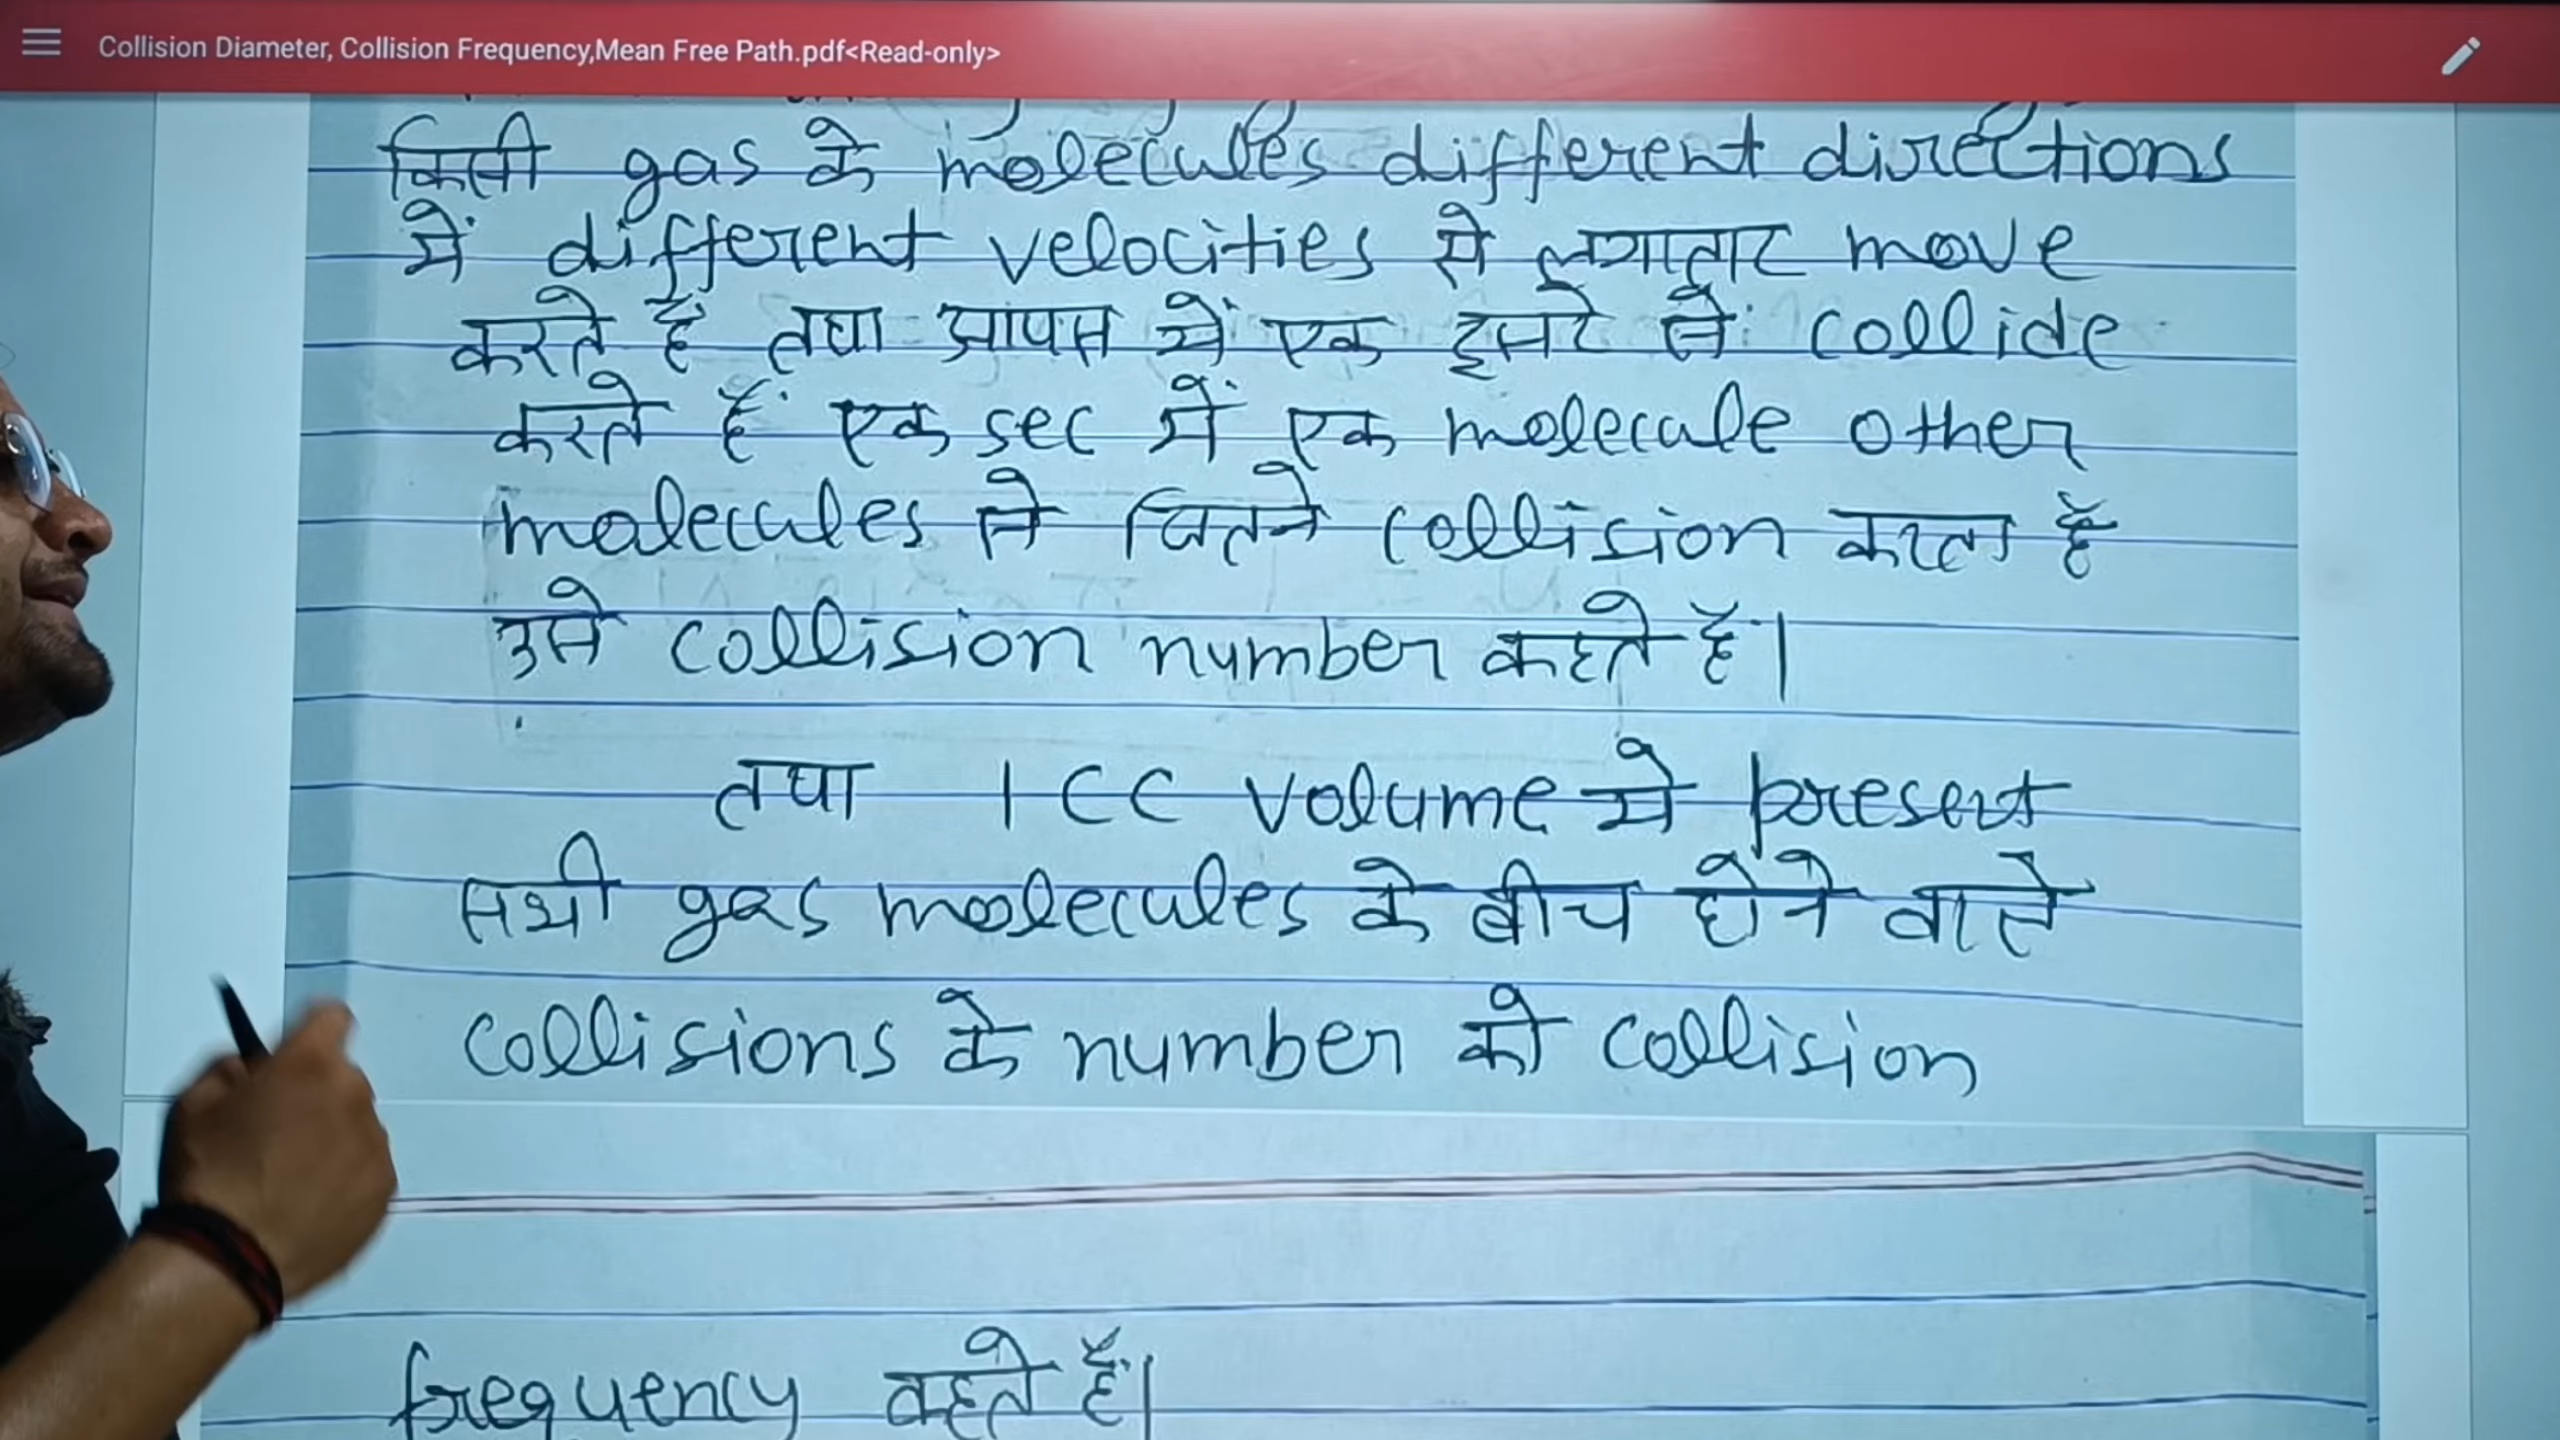 Collision Diameter, Collision Frequency,Mean Free Path.pdf<Read-only>
किसी gas के molecules different directions
में different velocities से लगातार move
करते हैं तथा आपस में एक दूसरे से collide
करते हैं एक sec में एक molecule other
molecules से जितने collision करता है
उसे collision number कहते हैं।
तथा 1 CC volume मे present
सभी gas molecules के बीच होने वाले
collisions के number को collision
frequency कहते हैं।